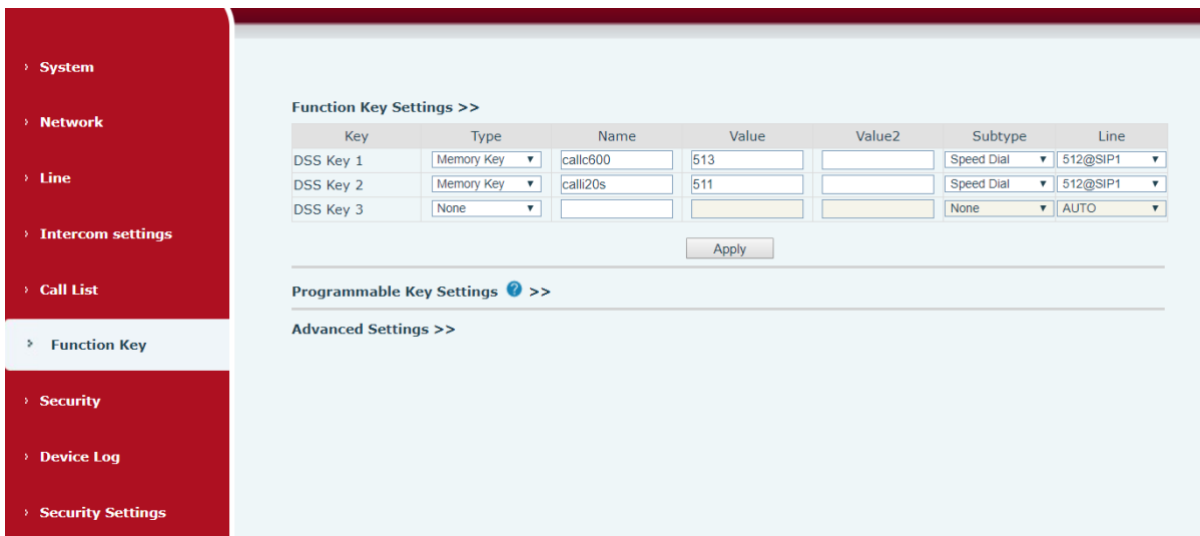 System
Network
Line
Intercom settings
Call List
Function Key
Security
Device Log
Security Settings
Function Key Settings >>
Key Type Name Value Value2 Subtype Line
DSS Key 1 Memory Key callc600 513 Speed Dial 512@SIP1
DSS Key 2 Memory Key calli20s 511 Speed Dial 512@SIP1
DSS Key 3 None None AUTO
Apply
Programmable Key Settings ? >>
Advanced Settings >>